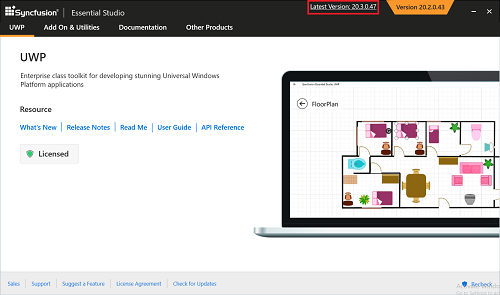 Syncfusion® | Essential Studio
Latest Version: 20.3.0.47
Version 20.2.0.43
UWP Add On & Utilities Documentation Other Products
UWP
Enterprise class toolkit for developing stunning Universal Windows
Platform applications
Resource
What's New | Release Notes | Read Me | User Guide | API Reference
Licensed
FloorPlan
Sales Support Suggest a Feature License Agreement Check for Updates
Recheck